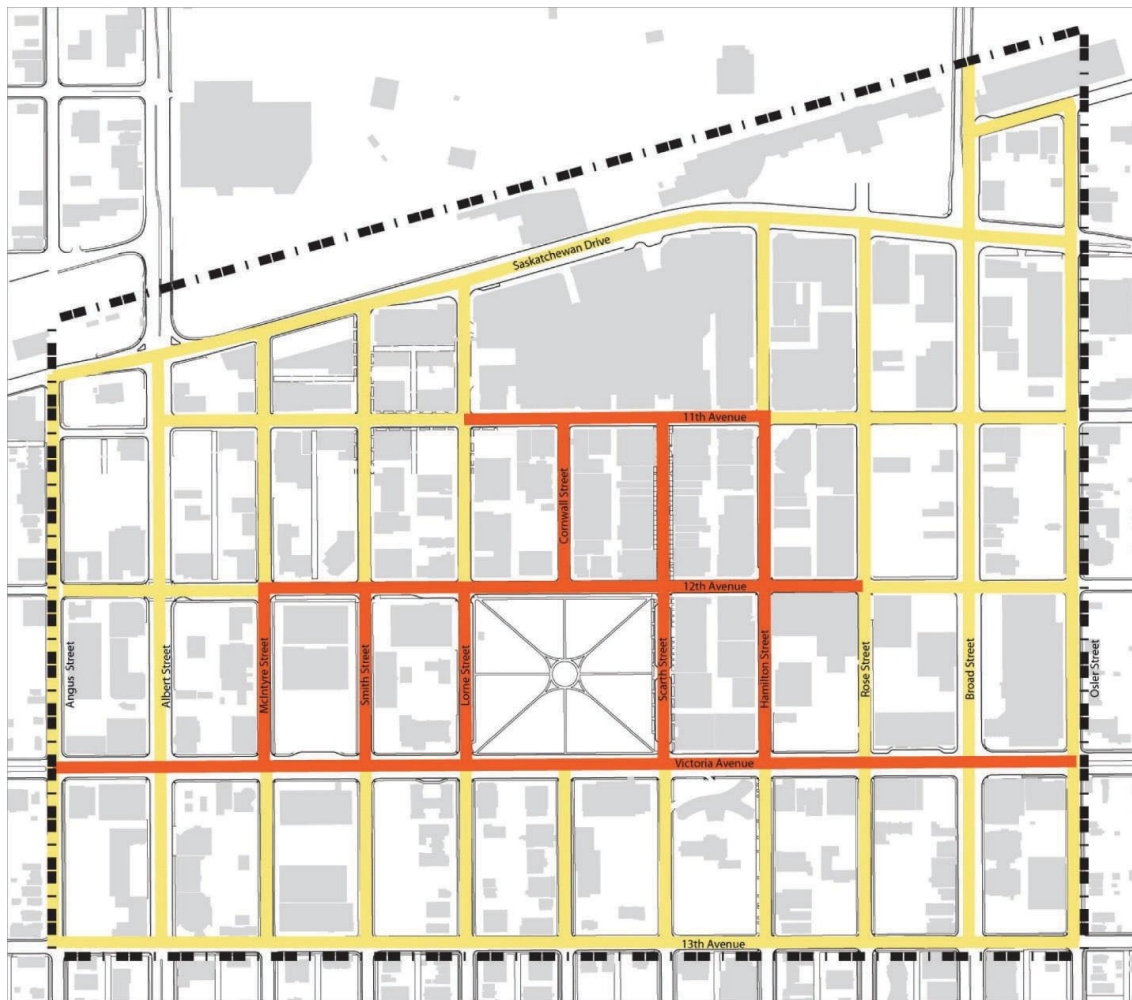 Saskatchewan Drive
11th Avenue
Cornwall Street
12th Avenue
Angus Street
Albert Street
McIntyre Street
Smith Street
Lorne Street
Scarth Street
Hamilton Street
Rose Street
Broad Street
Osler Street
Victoria Avenue
13th Avenue